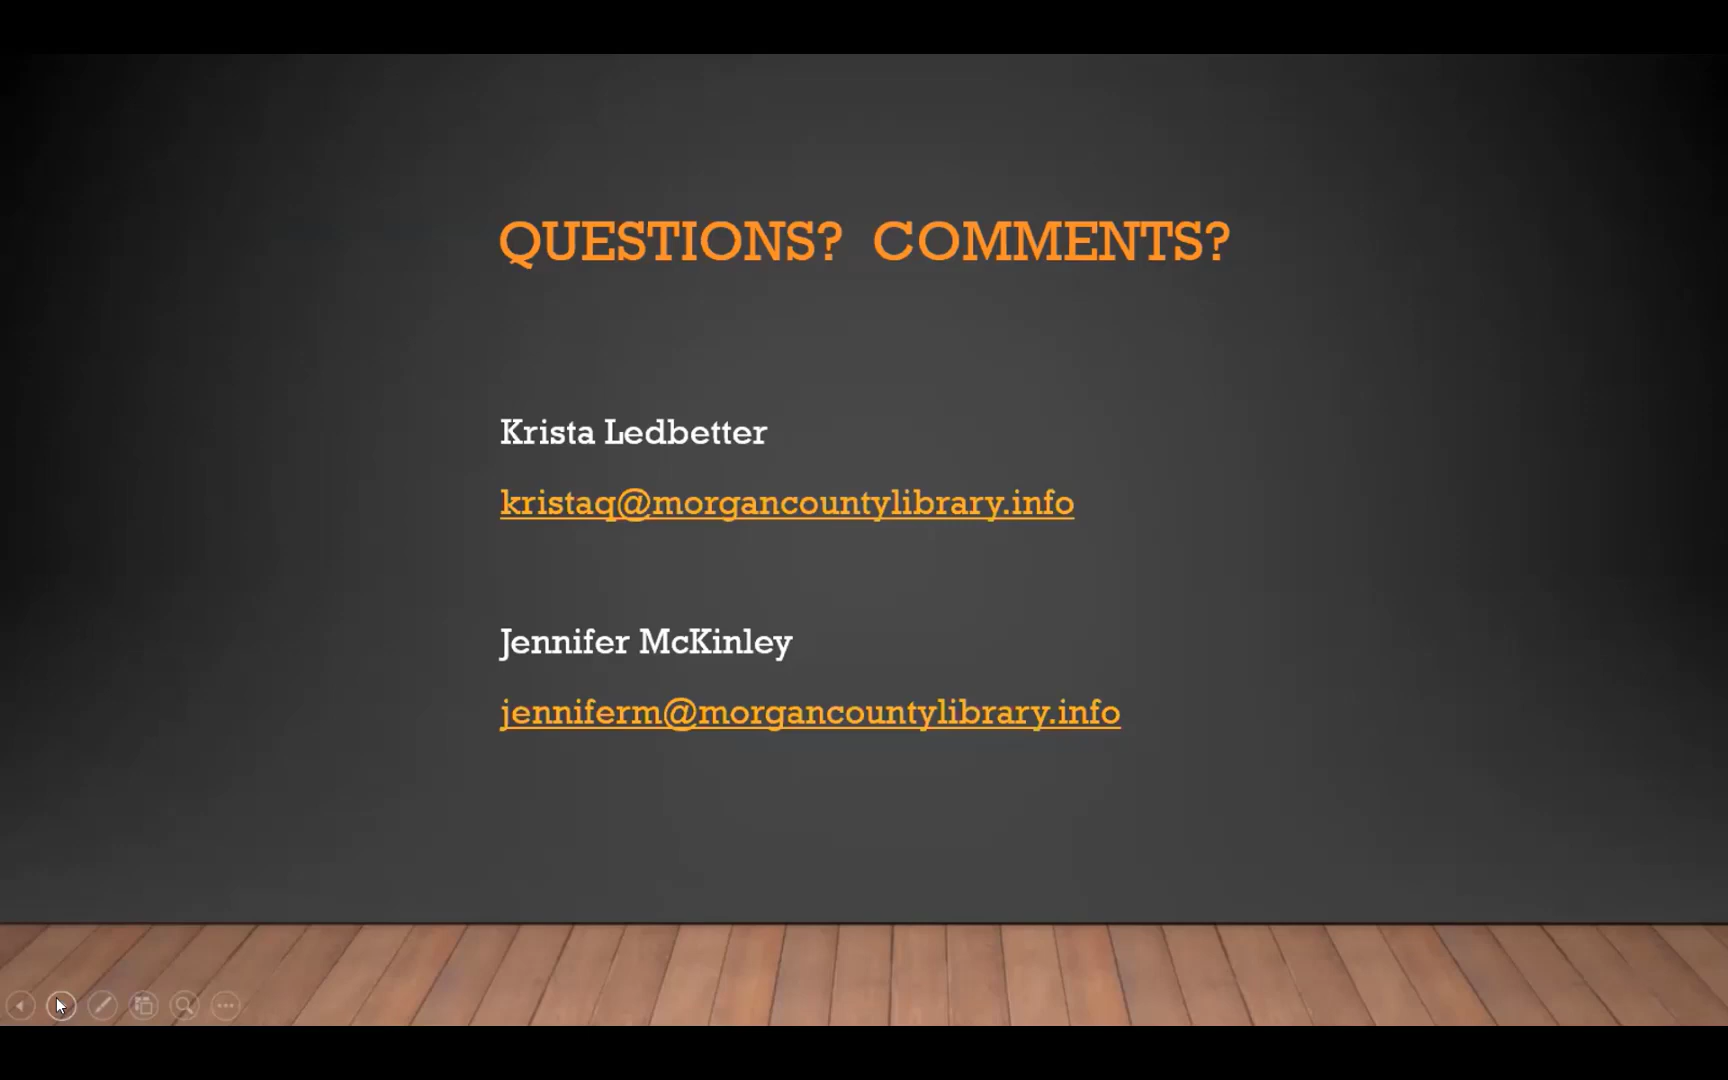 QUESTIONS? COMMENTS?
Krista Ledbetter
kristaq@morgancountylibrary.info
Jennifer McKinley
jenniferm@morgancountylibrary.info